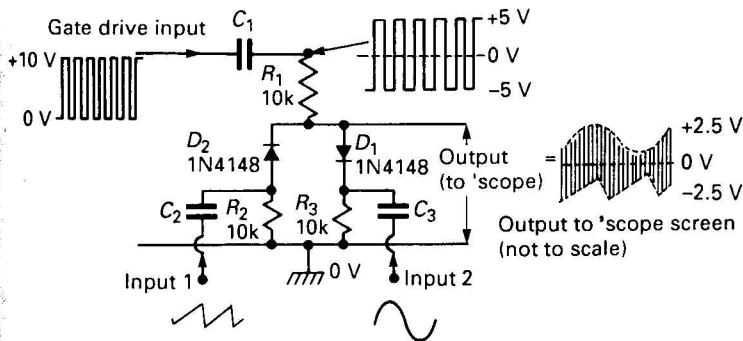 Gate drive input
C1
+10 V
0 V
+5 V
0 V
−5 V
R1
10k
D2
1N4148
D1
1N4148
Output
(to 'scope)
=
+2.5 V
0 V
−2.5 V
Output to 'scope screen
(not to scale)
C2
R2
10k
R3
10k
C3
0 V
Input 1
Input 2